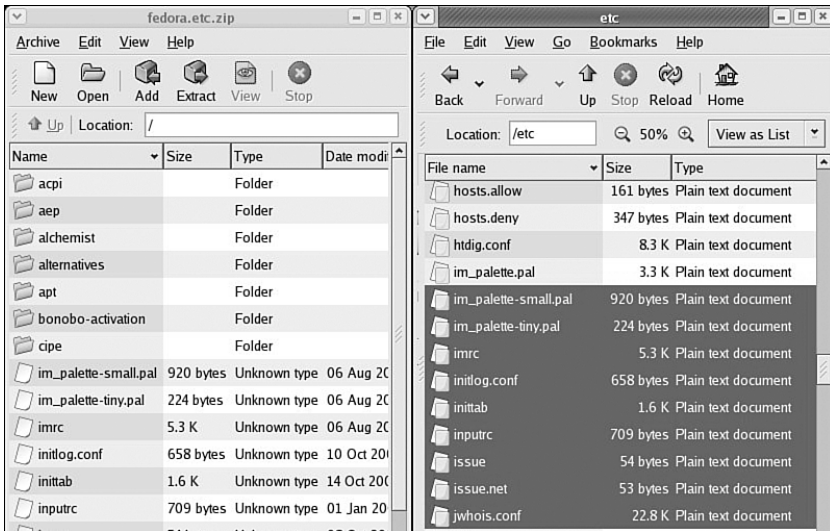 fedora.etc.zip
Archive Edit View Help
New Open Add Extract View Stop
Up Location: /
Name Size Type Date modif
acpi Folder
aep Folder
alchemist Folder
alternatives Folder
apt Folder
bonobo-activation Folder
cipe Folder
im_palette-small.pal 920 bytes Unknown type 06 Aug 20
im_palette-tiny.pal 224 bytes Unknown type 06 Aug 20
imrc 5.3 K Unknown type 06 Aug 20
initlog.conf 658 bytes Unknown type 10 Oct 200
inittab 1.6 K Unknown type 14 Oct 200
inputrc 709 bytes Unknown type 01 Jan 20
etc
File Edit View Go Bookmarks Help
Back Forward Up Stop Reload Home
Location: /etc 50% View as List
File name Size Type
hosts.allow 161 bytes Plain text document
hosts.deny 347 bytes Plain text document
htdig.conf 8.3 K Plain text document
im_palette.pal 3.3 K Plain text document
im_palette-small.pal 920 bytes Plain text document
im_palette-tiny.pal 224 bytes Plain text document
imrc 5.3 K Plain text document
initlog.conf 658 bytes Plain text document
inittab 1.6 K Plain text document
inputrc 709 bytes Plain text document
issue 54 bytes Plain text document
issue.net 53 bytes Plain text document
jwhois.conf 22.8 K Plain text document